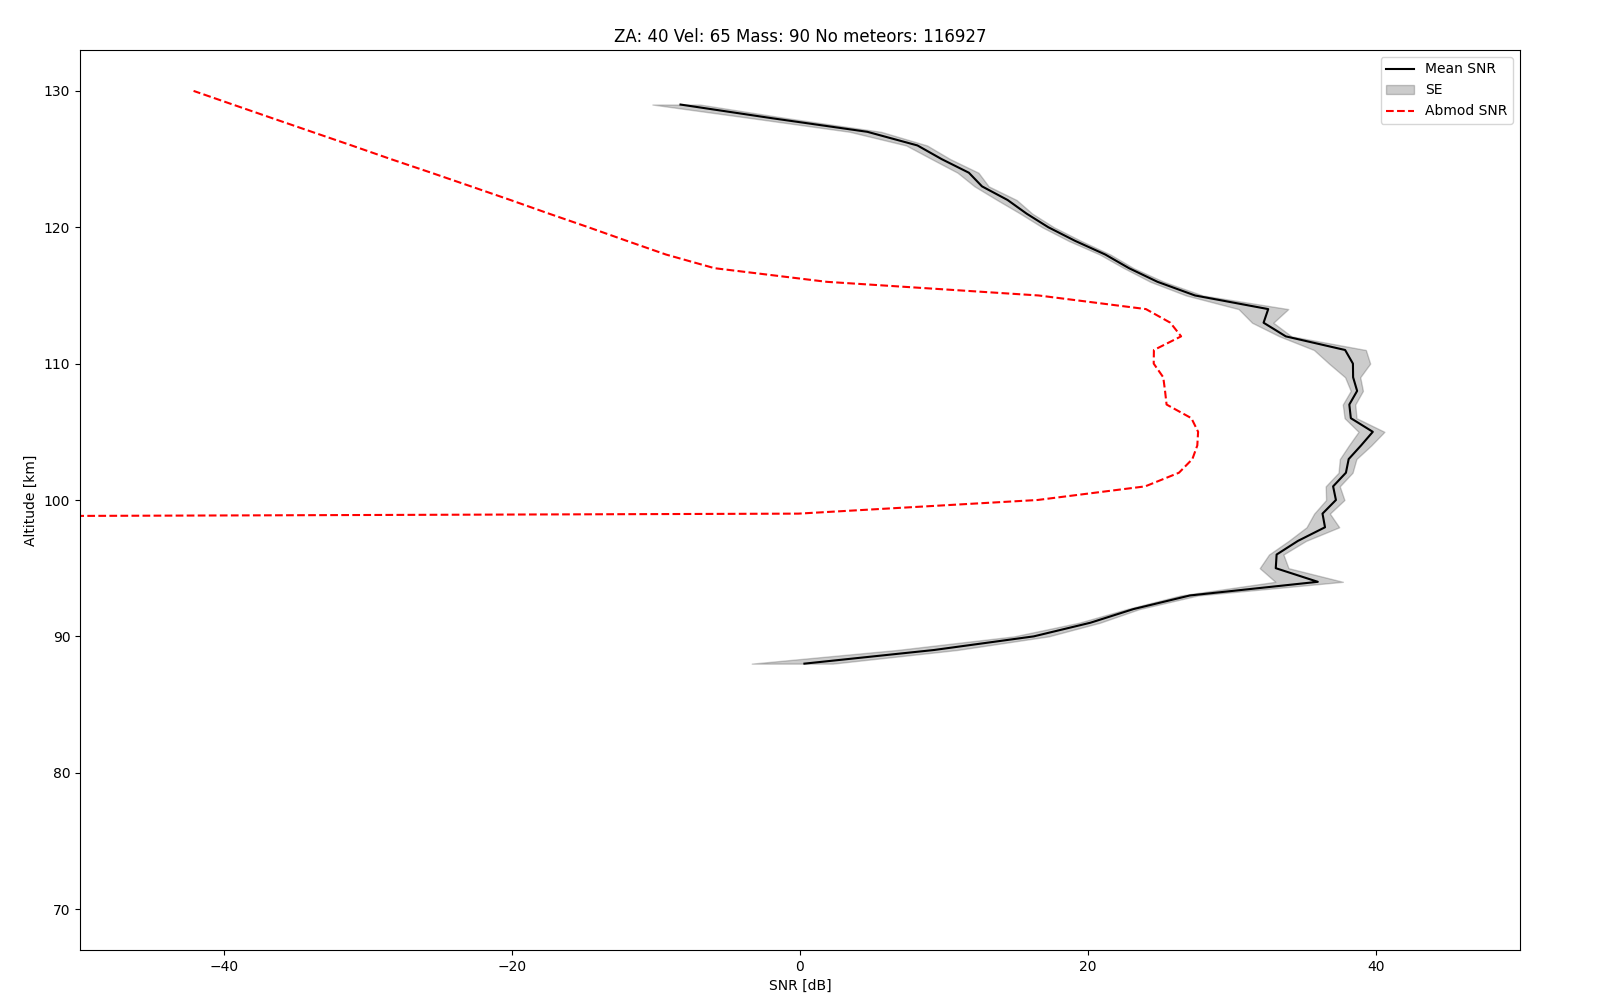 ZA: 40 Vel: 65 Mass: 90 No meteors: 116927
Mean SNR
SE
Abmod SNR
130
120
110
100
90
80
70
Altitude [km]
−40
−20
0
20
40
SNR [dB]